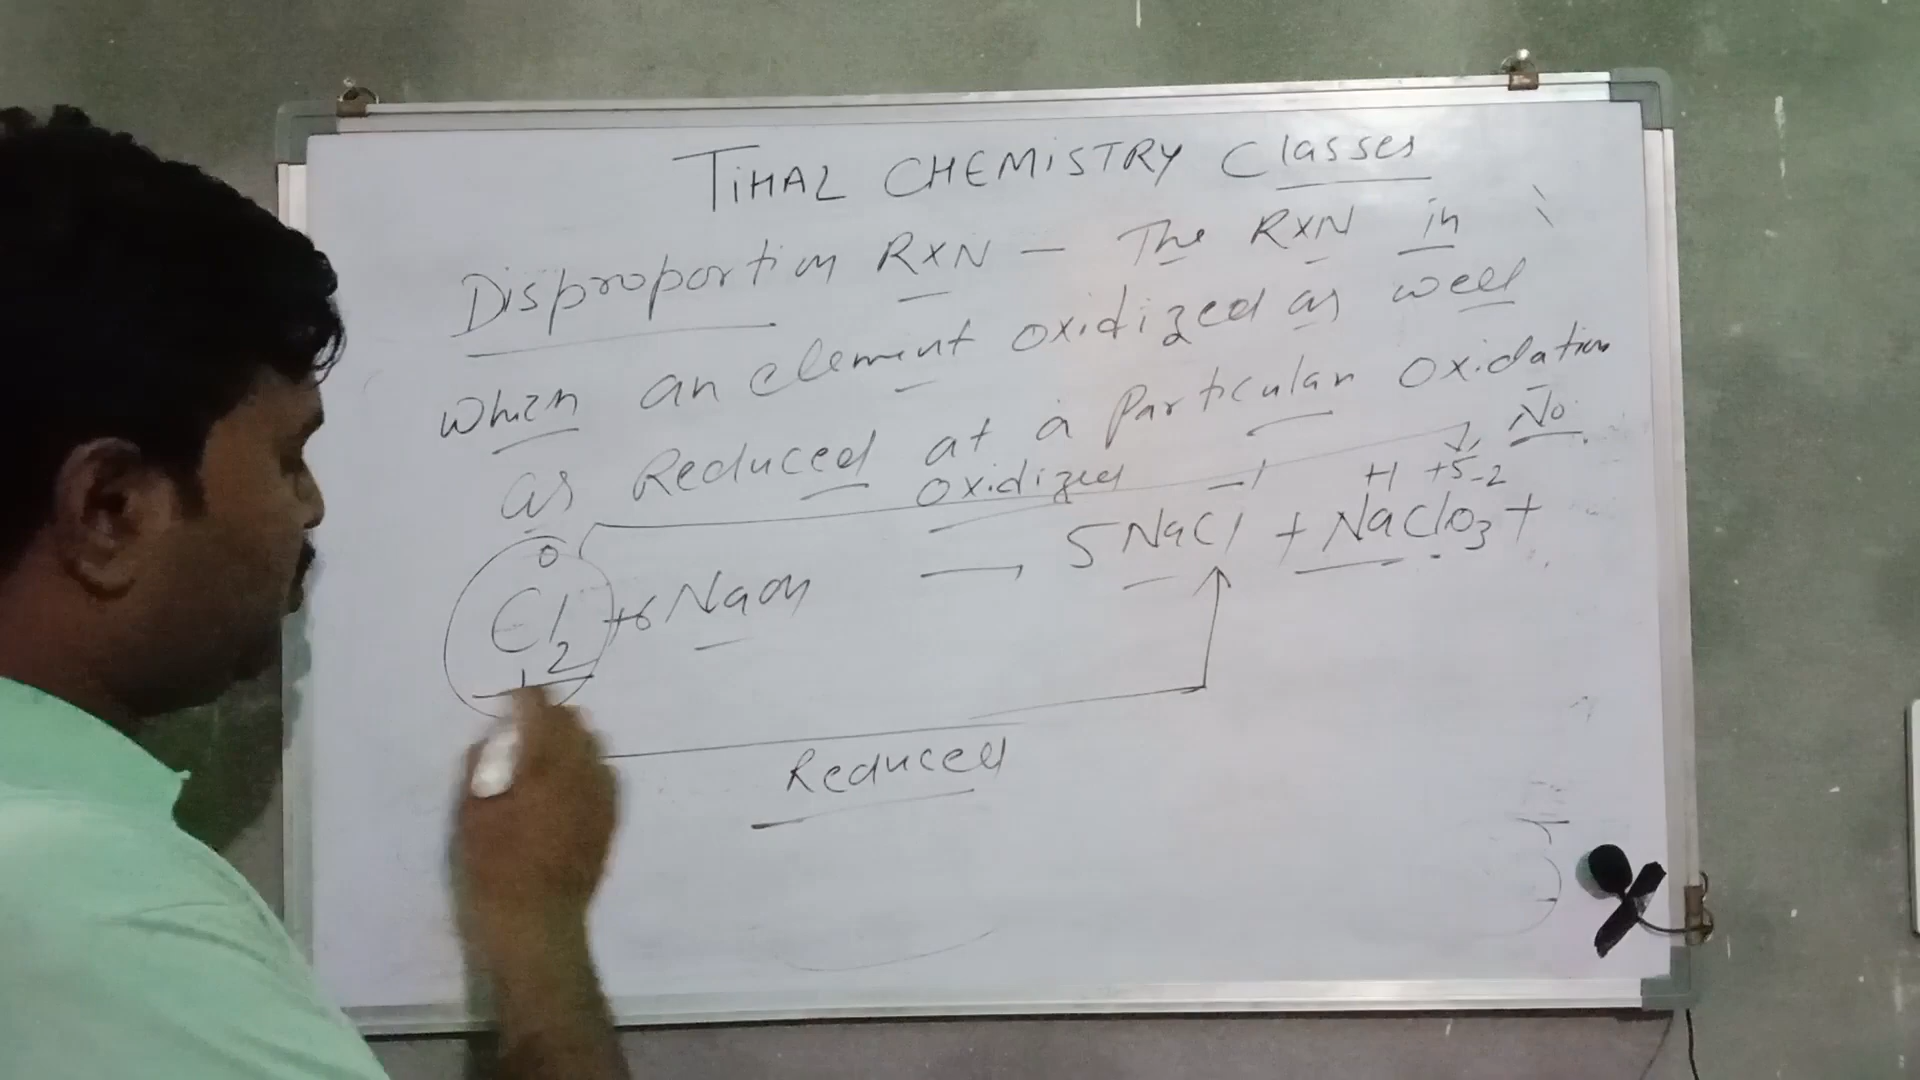 TiHAL CHEMiSTRY Classes
Disproportion RXN - The RXN in
when an element oxidized as well
as Reduced at a Particular oxidation
No.
oxidized -1 +1 +5 -2
0
Cl2 + 6 NaOH → 5 NaCl + NaClO3 +
Reduced